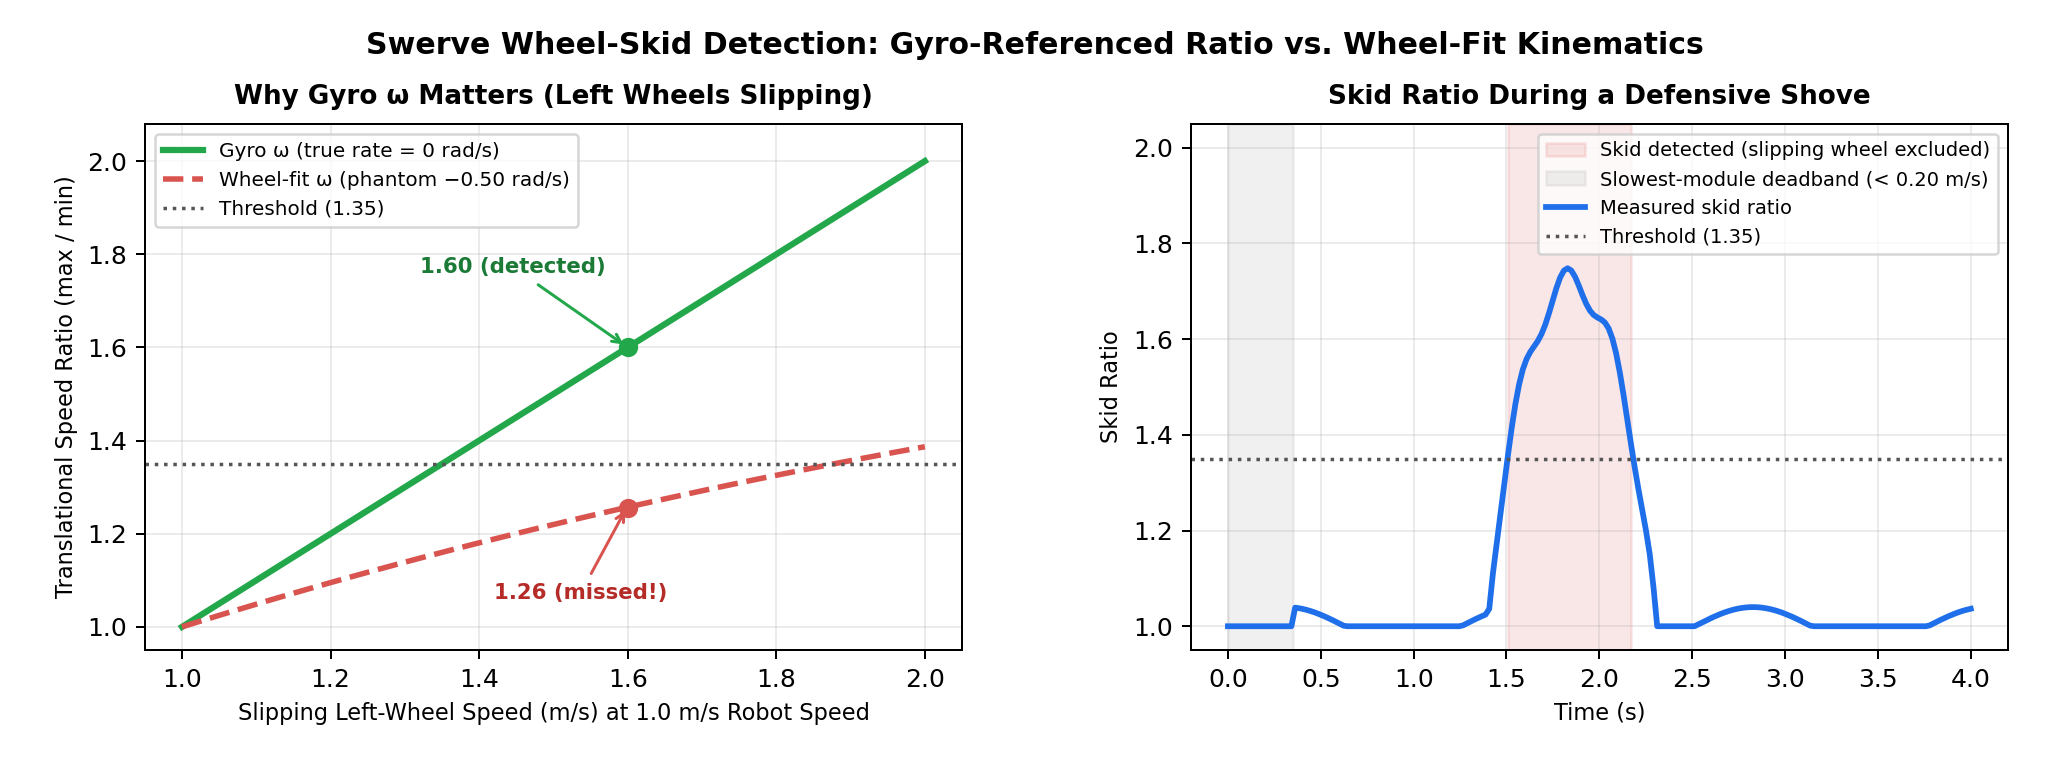 Swerve Wheel-Skid Detection: Gyro-Referenced Ratio vs. Wheel-Fit Kinematics
Why Gyro ω Matters (Left Wheels Slipping)
Translational Speed Ratio (max / min)
2.0
1.8
1.6
1.4
1.2
1.0
Gyro ω (true rate = 0 rad/s)
Wheel-fit ω (phantom −0.50 rad/s)
Threshold (1.35)
1.60 (detected)
1.26 (missed!)
1.0 1.2 1.4 1.6 1.8 2.0
Slipping Left-Wheel Speed (m/s) at 1.0 m/s Robot Speed
Skid Ratio During a Defensive Shove
Skid Ratio
2.0
1.8
1.6
1.4
1.2
1.0
Skid detected (slipping wheel excluded)
Slowest-module deadband (< 0.20 m/s)
Measured skid ratio
Threshold (1.35)
0.0 0.5 1.0 1.5 2.0 2.5 3.0 3.5 4.0
Time (s)